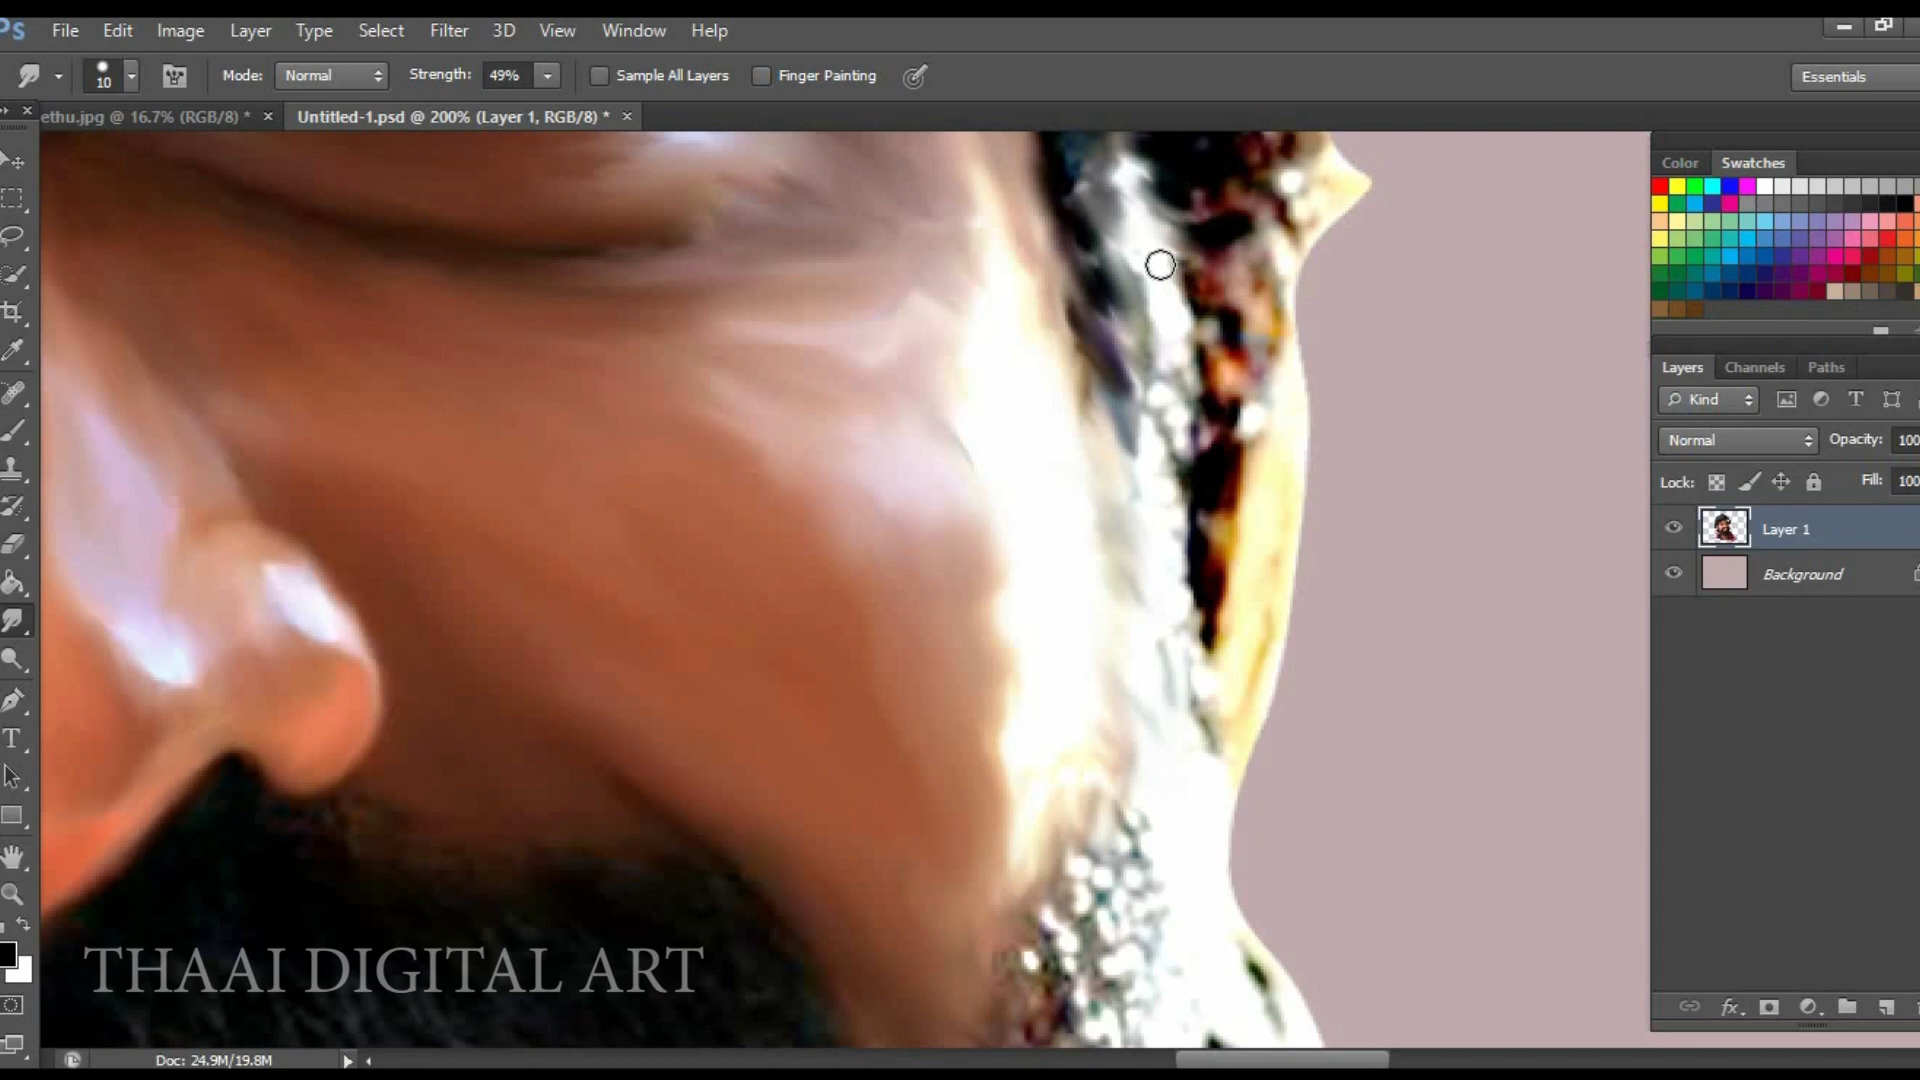 Ps File Edit Image Layer Type Select Filter 3D View Window Help
10 Mode: Normal Strength: 49% Sample All Layers Finger Painting Essentials
ethu.jpg @ 16.7% (RGB/8) * × Untitled-1.psd @ 200% (Layer 1, RGB/8) * ×
Color Swatches
Layers Channels Paths
Kind
Normal Opacity: 100
Lock: Fill: 100
Layer 1
Background
T
THAAI DIGITAL ART
fx
Doc: 24.9M/19.8M